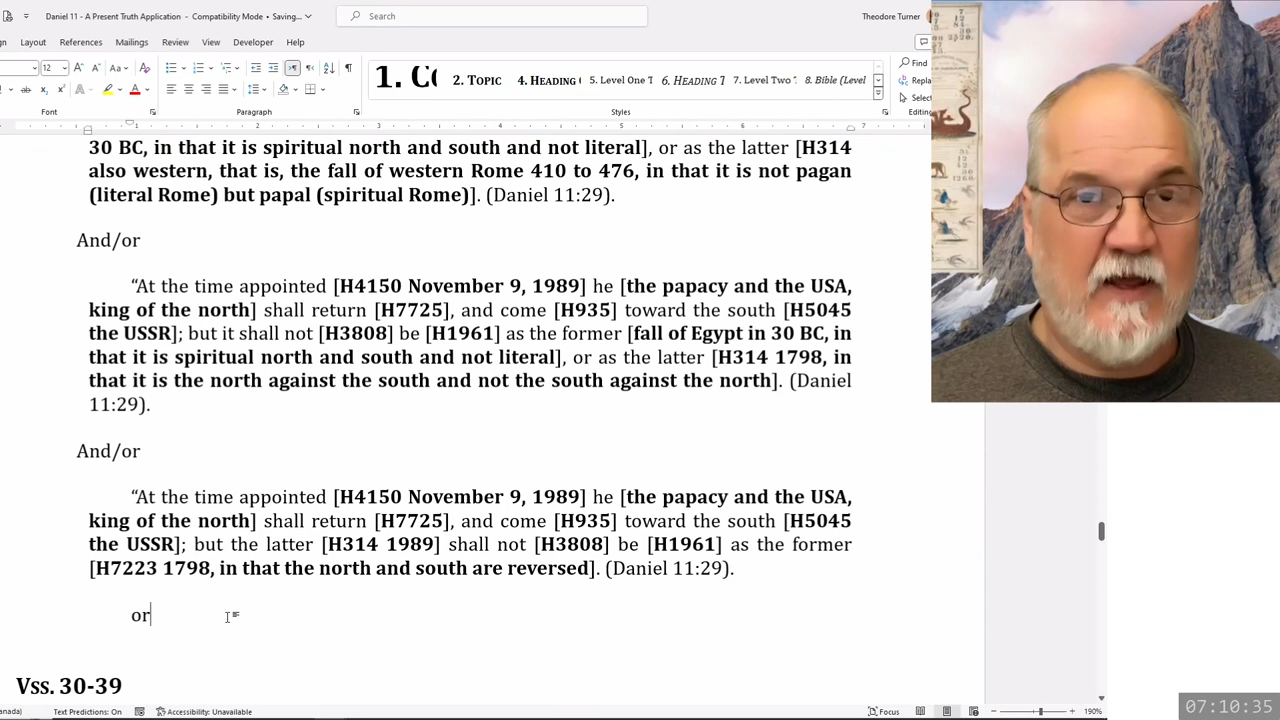 Daniel 11 - A Present Truth Application - Compatibility Mode • Saving...
Search
Theodore Turner
Layout References Mailings Review View Developer Help
12
Aa
1. Co
2. TOPIC
4. HEADING
5. Level One
6. HEADING
7. Level Two
8. Bible (Level
Find
Repla
Select
Font
Paragraph
Styles
1 2 3 4 5 6 7
30 BC, in that it is spiritual north and south and not literal], or as the latter [H314
also western, that is, the fall of western Rome 410 to 476, in that it is not pagan
(literal Rome) but papal (spiritual Rome)]. (Daniel 11:29).
And/or
“At the time appointed [H4150 November 9, 1989] he [the papacy and the USA,
king of the north] shall return [H7725], and come [H935] toward the south [H5045
the USSR]; but it shall not [H3808] be [H1961] as the former [fall of Egypt in 30 BC, in
that it is spiritual north and south and not literal], or as the latter [H314 1798, in
that it is the north against the south and not the south against the north]. (Daniel
11:29).
And/or
“At the time appointed [H4150 November 9, 1989] he [the papacy and the USA,
king of the north] shall return [H7725], and come [H935] toward the south [H5045
the USSR]; but the latter [H314 1989] shall not [H3808] be [H1961] as the former
[H7223 1798, in that the north and south are reversed]. (Daniel 11:29).
or
Vss. 30-39
anada) Text Predictions: On Accessibility: Unavailable Focus 190%
07:10:35